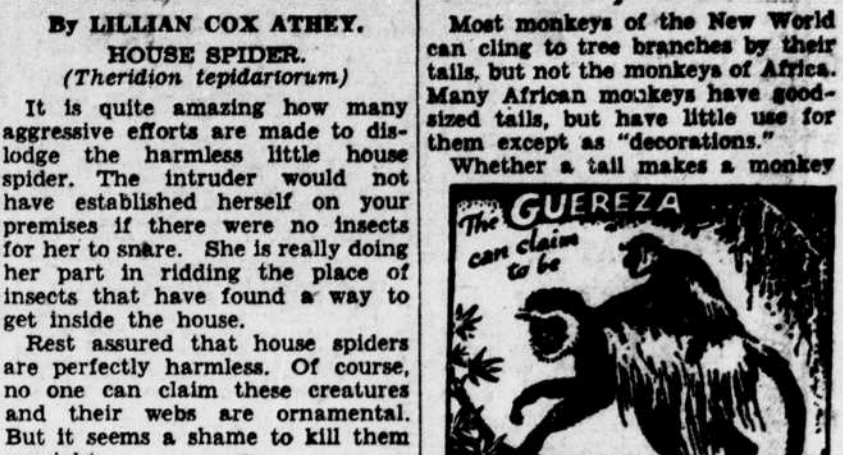 By LILLIAN COX ATHEY.
HOUSE SPIDER.
(Theridion tepidariorum)
It is quite amazing how many
aggressive efforts are made to dis-
lodge the harmless little house
spider. The intruder would not
have established herself on your
premises if there were no insects
for her to snare. She is really doing
her part in ridding the place of
insects that have found a way to
get inside the house.
Rest assured that house spiders
are perfectly harmless. Of course,
no one can claim these creatures
and their webs are ornamental.
But it seems a shame to kill them
Most monkeys of the New World
can cling to tree branches by their
tails, but not the monkeys of Africa.
Many African monkeys have good-
sized tails, but have little use for
them except as "decorations."
Whether a tail makes a monkey
The GUEREZA
can claim
to be